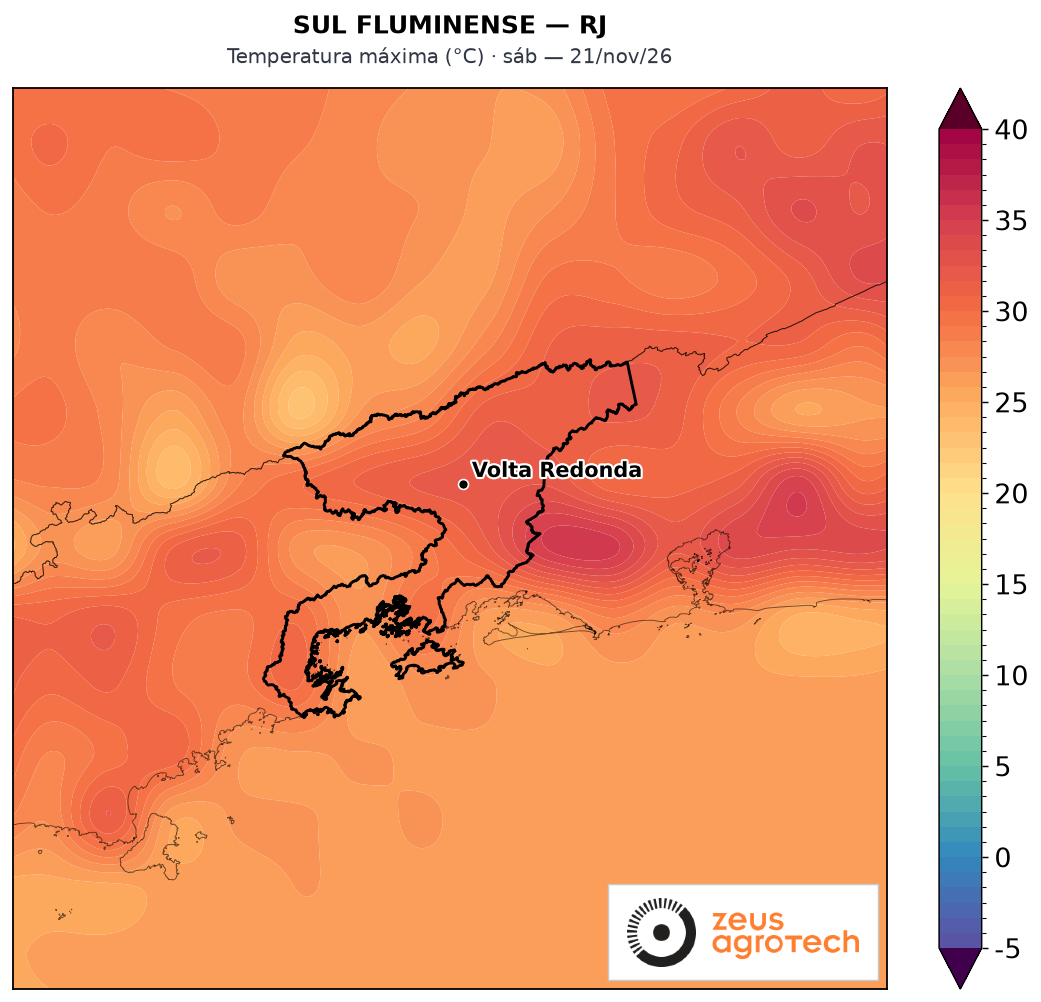 SUL FLUMINENSE — RJ
Temperatura máxima (°C) · sáb — 21/nov/26
Volta Redonda
40
35
30
25
20
15
10
5
0
-5
zeus
agrotech